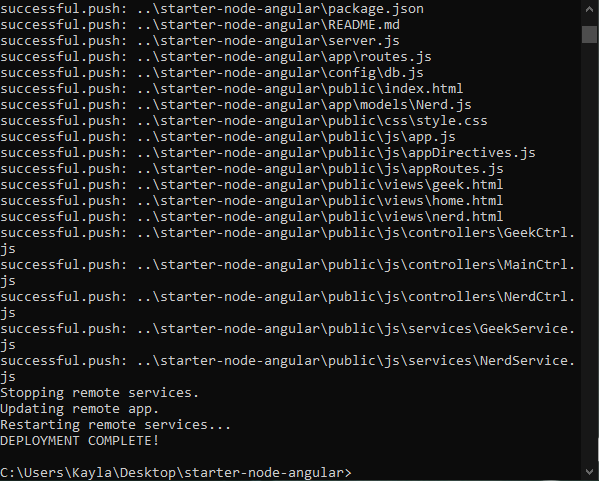 successful.push: ..\starter-node-angular\package.json
successful.push: ..\starter-node-angular\README.md
successful.push: ..\starter-node-angular\server.js
successful.push: ..\starter-node-angular\app\routes.js
successful.push: ..\starter-node-angular\config\db.js
successful.push: ..\starter-node-angular\public\index.html
successful.push: ..\starter-node-angular\app\models\Nerd.js
successful.push: ..\starter-node-angular\public\css\style.css
successful.push: ..\starter-node-angular\public\js\app.js
successful.push: ..\starter-node-angular\public\js\appDirectives.js
successful.push: ..\starter-node-angular\public\js\appRoutes.js
successful.push: ..\starter-node-angular\public\views\geek.html
successful.push: ..\starter-node-angular\public\views\home.html
successful.push: ..\starter-node-angular\public\views\nerd.html
successful.push: ..\starter-node-angular\public\js\controllers\GeekCtrl.
js
successful.push: ..\starter-node-angular\public\js\controllers\MainCtrl.
js
successful.push: ..\starter-node-angular\public\js\controllers\NerdCtrl.
js
successful.push: ..\starter-node-angular\public\js\services\GeekService.
js
successful.push: ..\starter-node-angular\public\js\services\NerdService.
js
Stopping remote services.
Updating remote app.
Restarting remote services...
DEPLOYMENT COMPLETE!
C:\Users\Kayla\Desktop\starter-node-angular>